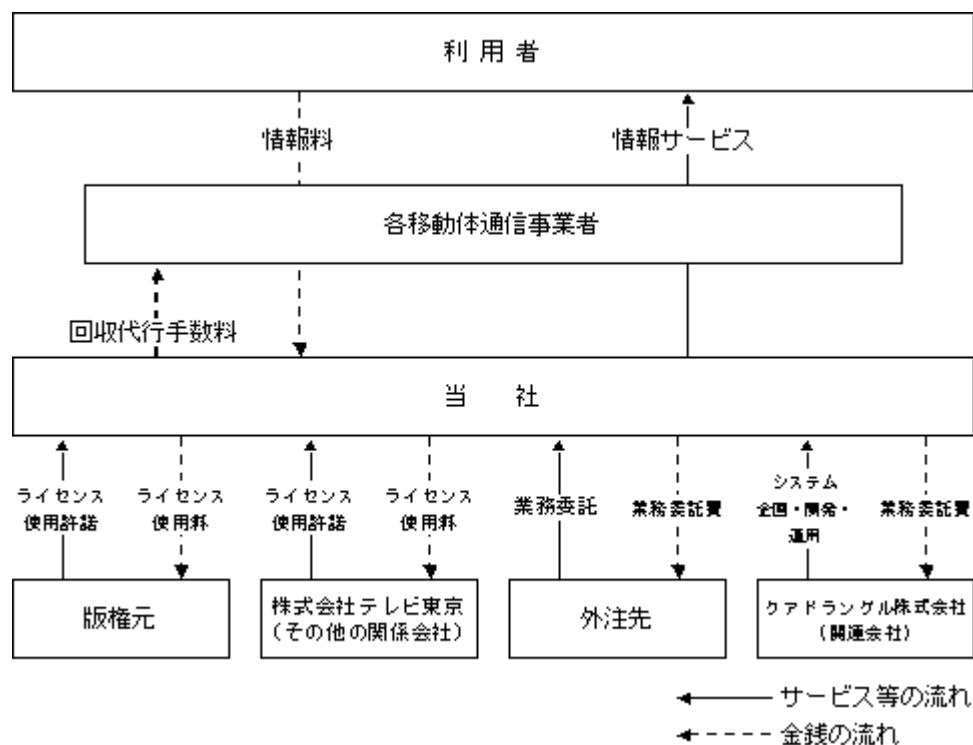 利用者
情報料
情報サービス
各移動体通信事業者
回収代行手数料
当社
ライセンス
使用許諾
ライセンス
使用料
ライセンス
使用許諾
ライセンス
使用料
業務委託
業務委託費
システム
企画・開発・
運用
業務委託費
版権元
株式会社テレビ東京
(その他の関係会社)
外注先
クアドラングル株式会社
(関連会社)
サービス等の流れ
金銭の流れ